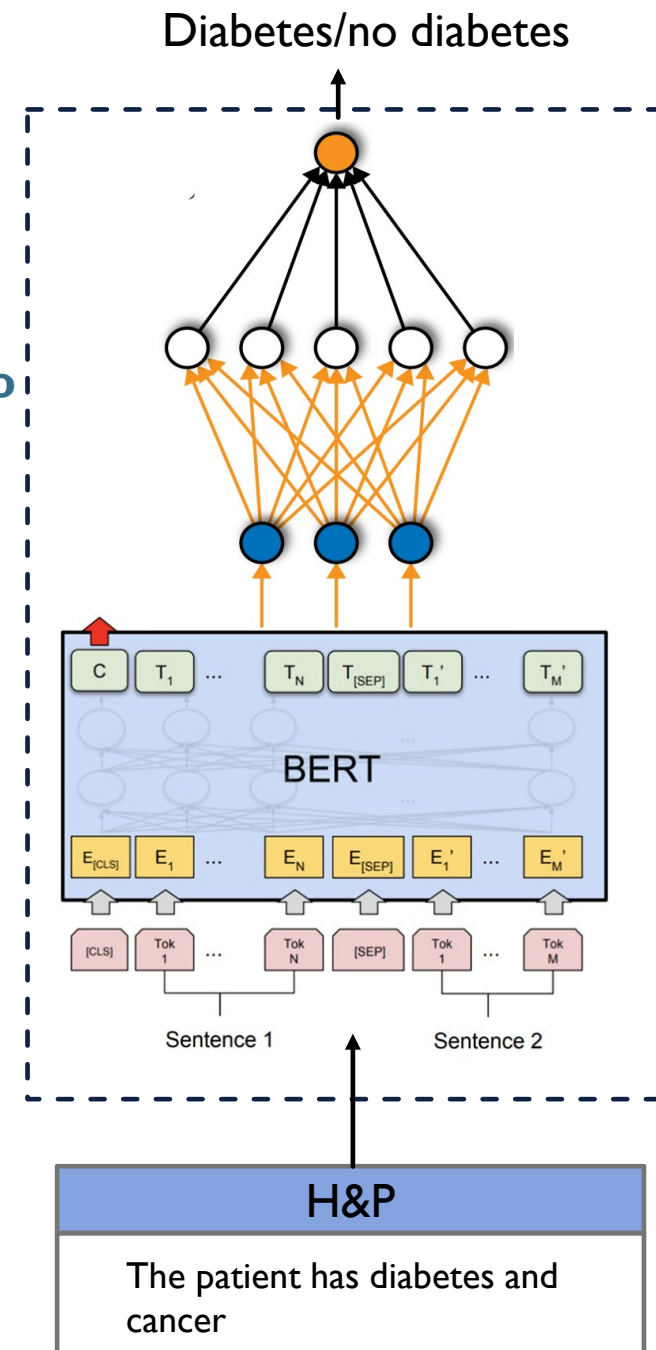 Diabetes/no diabetes
o
C T1 ... TN T[SEP] T1' ... TM'
BERT
E[CLS] E1 ... EN E[SEP] E1' ... EM'
[CLS] Tok 1 ... Tok N [SEP] Tok 1 ... Tok M
Sentence 1 Sentence 2
H&P
The patient has diabetes and
cancer